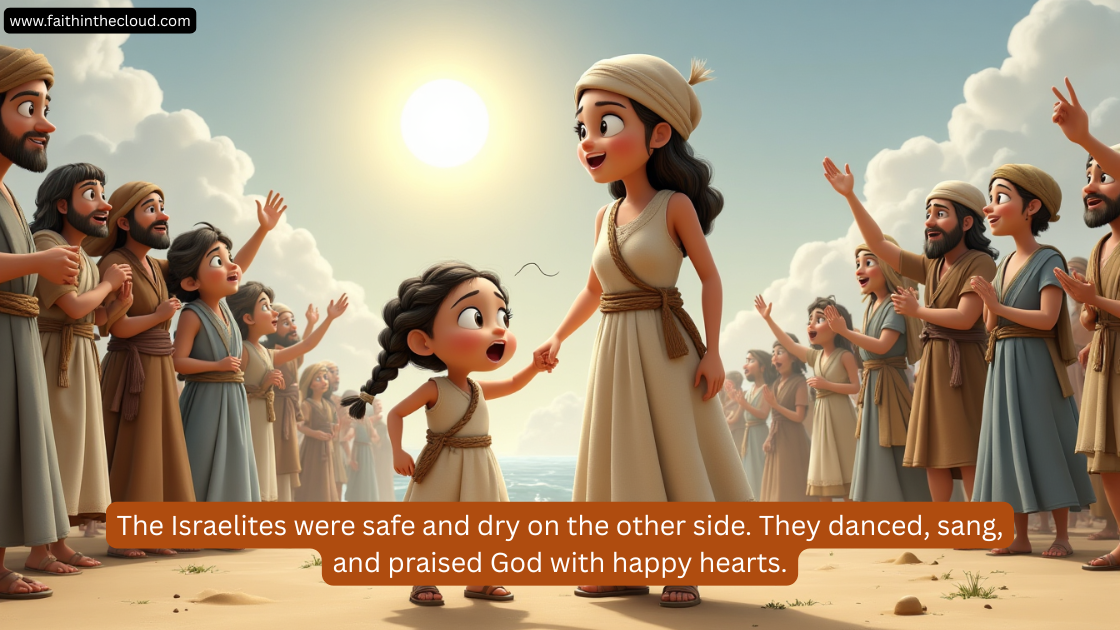 www.faithinthecloud.com
The Israelites were safe and dry on the other side. They danced, sang,
and praised God with happy hearts.